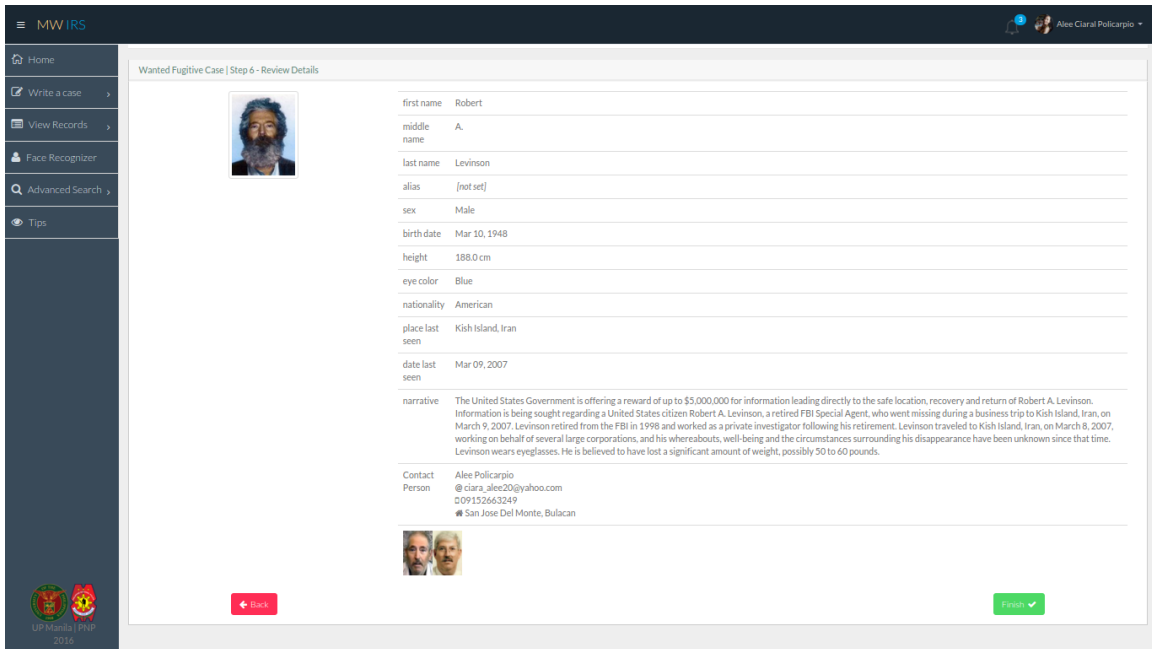 ≡ MWIRS
3
Alee Ciaral Policarpio
Home
Write a case
View Records
Face Recognizer
Advanced Search
Tips
UP Manila | PNP
2016
Wanted Fugitive Case | Step 6 - Review Details
first name Robert
middle name A.
last name Levinson
alias [not set]
sex Male
birth date Mar 10, 1948
height 188.0 cm
eye color Blue
nationality American
place last seen Kish Island, Iran
date last seen Mar 09, 2007
narrative The United States Government is offering a reward of up to $5,000,000 for information leading directly to the safe location, recovery and return of Robert A. Levinson.
Information is being sought regarding a United States citizen Robert A. Levinson, a retired FBI Special Agent, who went missing during a business trip to Kish Island, Iran, on
March 9, 2007. Levinson retired from the FBI in 1998 and worked as a private investigator following his retirement. Levinson traveled to Kish Island, Iran, on March 8, 2007,
working on behalf of several large corporations, and his whereabouts, well-being and the circumstances surrounding his disappearance have been unknown since that time.
Levinson wears eyeglasses. He is believed to have lost a significant amount of weight, possibly 50 to 60 pounds.
Contact Person Alee Policarpio
@ ciara_alee20@yahoo.com
09152663249
San Jose Del Monte, Bulacan
Back
Finish